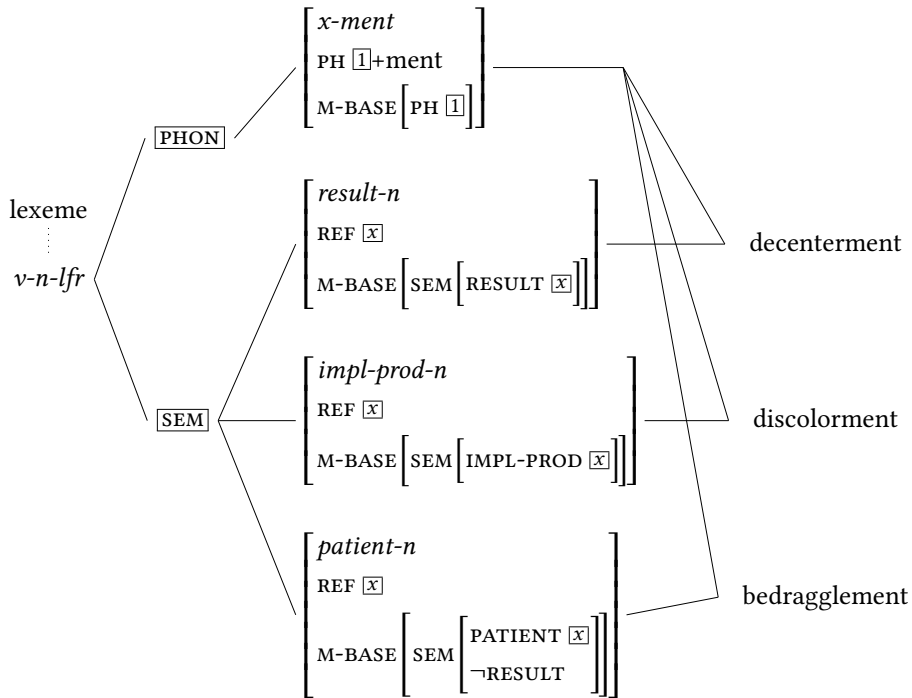 x-ment
PH 1+ment
M-BASE[PH 1]
PHON
lexeme
v-n-lfr
result-n
REF x
M-BASE[SEM[RESULT x]]
decenterment
SEM
impl-prod-n
REF x
M-BASE[SEM[IMPL-PROD x]]
discolorment
patient-n
REF x
M-BASE[SEM[PATIENT x
¬RESULT]]
bedragglement